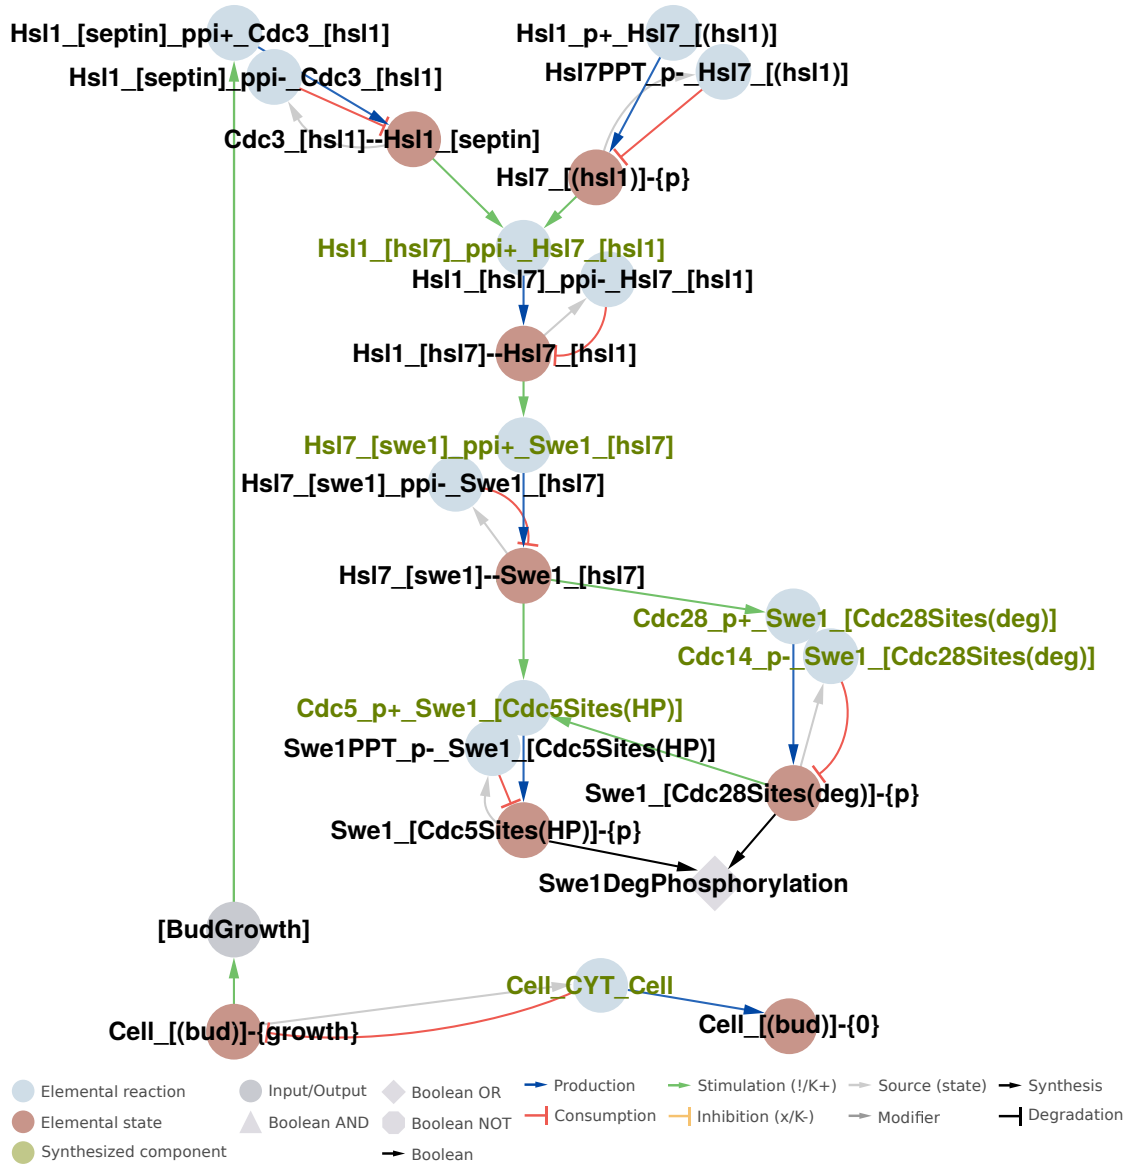 Hsl1_[septin]_ppi+_Cdc3_[hsl1]
Hsl1_p+_Hsl7_[(hsl1)]
Hsl1_[septin]_ppi-_Cdc3_[hsl1]
Hsl7PPT_p-_Hsl7_[(hsl1)]
Cdc3_[hsl1]--Hsl1_[septin]
Hsl7_[(hsl1)]-{p}
Hsl1_[hsl7]_ppi+_Hsl7_[hsl1]
Hsl1_[hsl7]_ppi-_Hsl7_[hsl1]
Hsl1_[hsl7]--Hsl7_[hsl1]
Hsl7_[swe1]_ppi+_Swe1_[hsl7]
Hsl7_[swe1]_ppi-_Swe1_[hsl7]
Hsl7_[swe1]--Swe1_[hsl7]
Cdc28_p+_Swe1_[Cdc28Sites(deg)]
Cdc14_p-_Swe1_[Cdc28Sites(deg)]
Cdc5_p+_Swe1_[Cdc5Sites(HP)]
Swe1PPT_p-_Swe1_[Cdc5Sites(HP)]
Swe1_[Cdc28Sites(deg)]-{p}
Swe1_[Cdc5Sites(HP)]-{p}
Swe1DegPhosphorylation
[BudGrowth]
Cell_CYT_Cell
Cell_[(bud)]-{growth}
Cell_[(bud)]-{0}
Elemental reaction
Input/Output
Boolean OR
Production
Stimulation (!/K+)
Source (state)
Synthesis
Elemental state
Boolean AND
Boolean NOT
Consumption
Inhibition (x/K-)
Modifier
Degradation
Synthesized component
Boolean